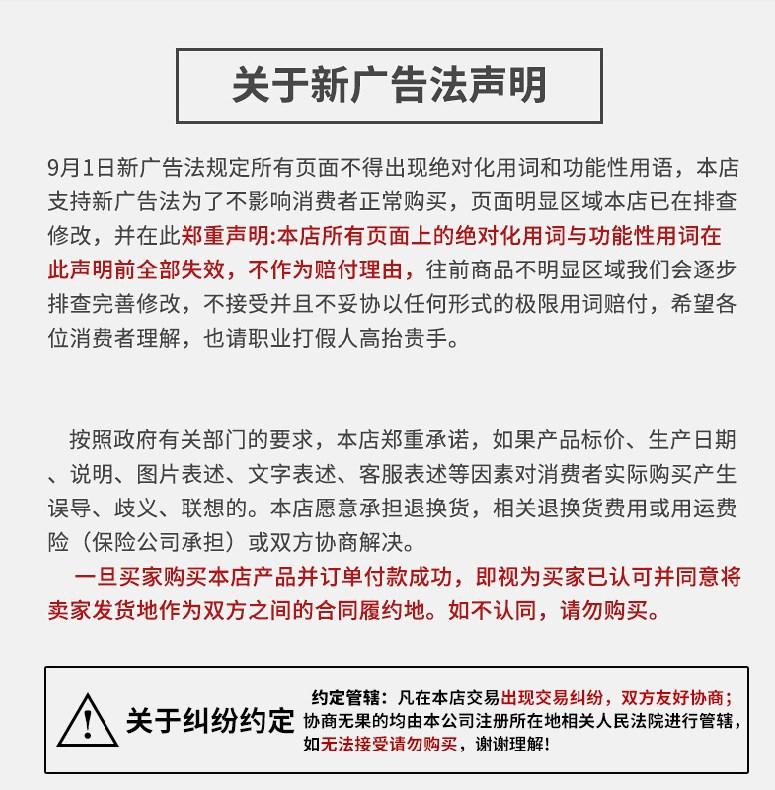 关于新广告法声明
9月1日新广告法规定所有页面不得出现绝对化用词和功能性用语，本店
支持新广告法为了不影响消费者正常购买，页面明显区域本店已在排查
修改，并在此郑重声明:本店所有页面上的绝对化用词与功能性用词在
此声明前全部失效，不作为赔付理由，往前商品不明显区域我们会逐步
排查完善修改，不接受并且不妥协以任何形式的极限用词赔付，希望各
位消费者理解，也请职业打假人高抬贵手。
按照政府有关部门的要求，本店郑重承诺，如果产品标价、生产日期
、说明、图片表述、文字表述、客服表述等因素对消费者实际购买产生
误导、歧义、联想的。本店愿意承担退换货，相关退换货费用或用运费
险（保险公司承担）或双方协商解决。
一旦买家购买本店产品并订单付款成功，即视为买家已认可并同意将
卖家发货地作为双方之间的合同履约地。如不认同，请勿购买。
关于纠纷约定
约定管辖：凡在本店交易出现交易纠纷，双方友好协商；
协商无果的均由本公司注册所在地相关人民法院进行管辖，
如无法接受请勿购买，谢谢理解!